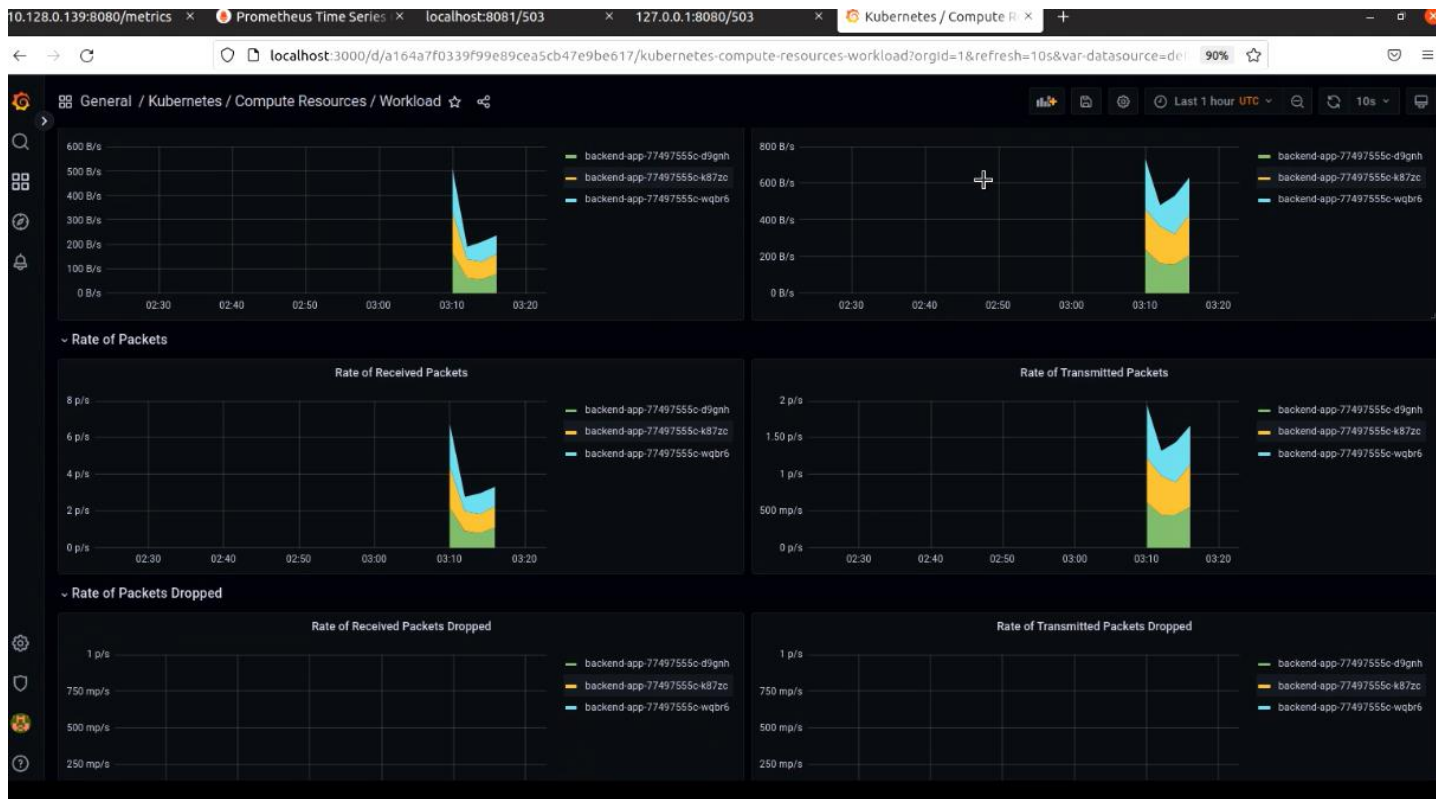 10.128.0.139:8080/metrics × Prometheus Time Series × localhost:8081/503 × 127.0.0.1:8080/503 × Kubernetes / Compute R × +
localhost:3000/d/a164a7f0339f99e89cea5cb47e9be617/kubernetes-compute-resources-workload?orgId=1&refresh=10s&var-datasource=def 90%
General / Kubernetes / Compute Resources / Workload Last 1 hour UTC 10s
600 B/s
500 B/s
400 B/s
300 B/s
200 B/s
100 B/s
0 B/s
02:30 02:40 02:50 03:00 03:10 03:20
backend-app-77497555c-d9gnh
backend-app-77497555c-k87zc
backend-app-77497555c-wqbr6
800 B/s
600 B/s
400 B/s
200 B/s
0 B/s
02:30 02:40 02:50 03:00 03:10 03:20
backend-app-77497555c-d9gnh
backend-app-77497555c-k87zc
backend-app-77497555c-wqbr6
Rate of Packets
Rate of Received Packets
8 p/s
6 p/s
4 p/s
2 p/s
0 p/s
02:30 02:40 02:50 03:00 03:10 03:20
backend-app-77497555c-d9gnh
backend-app-77497555c-k87zc
backend-app-77497555c-wqbr6
Rate of Transmitted Packets
2 p/s
1.50 p/s
1 p/s
500 mp/s
0 p/s
02:30 02:40 02:50 03:00 03:10 03:20
backend-app-77497555c-d9gnh
backend-app-77497555c-k87zc
backend-app-77497555c-wqbr6
Rate of Packets Dropped
Rate of Received Packets Dropped
1 p/s
750 mp/s
500 mp/s
250 mp/s
backend-app-77497555c-d9gnh
backend-app-77497555c-k87zc
backend-app-77497555c-wqbr6
Rate of Transmitted Packets Dropped
1 p/s
750 mp/s
500 mp/s
250 mp/s
backend-app-77497555c-d9gnh
backend-app-77497555c-k87zc
backend-app-77497555c-wqbr6